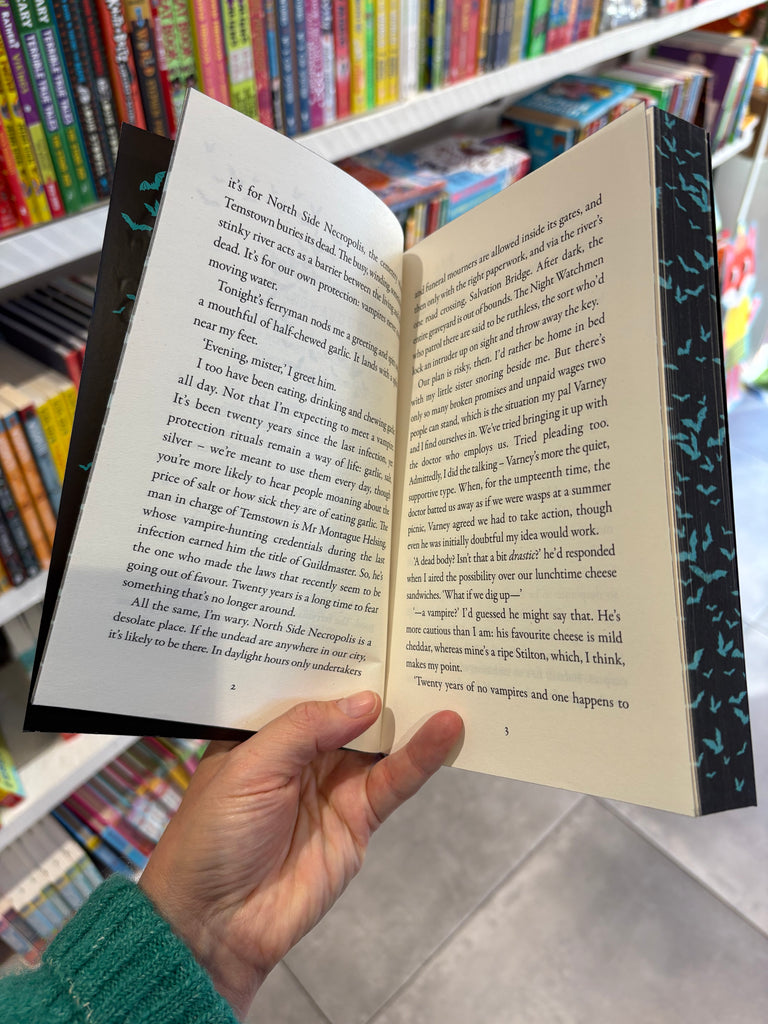 TERRIBLE TRUE TALES
it's for North Side Necropolis, the
Temstown buries its dead. The busy, winding
stinky river acts as a barrier between the living and
dead. It's for our own protection: vampires
moving water.
Tonight's ferryman nods me a greeting and
a mouthful of half-chewed garlic. It lands with a
near my feet.
'Evening, mister,' I greet him.
I too have been eating, drinking and chewing garlic
all day. Not that I'm expecting to meet a vampire.
It's been twenty years since the last infection, yet
protection rituals remain a way of life: garlic, salt,
silver – we're meant to use them every day, though
you're more likely to hear people moaning about the
price of salt or how sick they are of eating garlic. The
man in charge of Temstown is Mr Montague Helsing,
whose vampire-hunting credentials during the last
infection earned him the title of Guildmaster. So, he's
the one who made the laws that recently seem to be
going out of favour. Twenty years is a long time to fear
something that's no longer around.
All the same, I'm wary. North Side Necropolis is a
desolate place. If the undead are anywhere in our city,
it's likely to be there. In daylight hours only undertakers
2
and funeral mourners are allowed inside its gates, and
then only with the right paperwork, and via the river's
one road crossing, Salvation Bridge. After dark, the
entire graveyard is out of bounds. The Night Watchmen
who patrol there are said to be ruthless, the sort who'd
lock an intruder up on sight and throw away the key.
Our plan is risky, then. I'd rather be home in bed
with my little sister snoring beside me. But there's
only so many broken promises and unpaid wages two
people can stand, which is the situation my pal Varney
and I find ourselves in. We've tried bringing it up with
the doctor who employs us. Tried pleading too.
Admittedly, I did the talking – Varney's more the quiet,
supportive type. When, for the umpteenth time, the
doctor batted us away as if we were wasps at a summer
picnic, Varney agreed we had to take action, though
even he was initially doubtful my idea would work.
'A dead body? Isn't that a bit drastic?' he'd responded
when I aired the possibility over our lunchtime cheese
sandwiches. 'What if we dig up—'
'—a vampire?' I'd guessed he might say that. He's
more cautious than I am: his favourite cheese is mild
cheddar, whereas mine's a ripe Stilton, which, I think,
makes my point.
'Twenty years of no vampires and one happens to
3